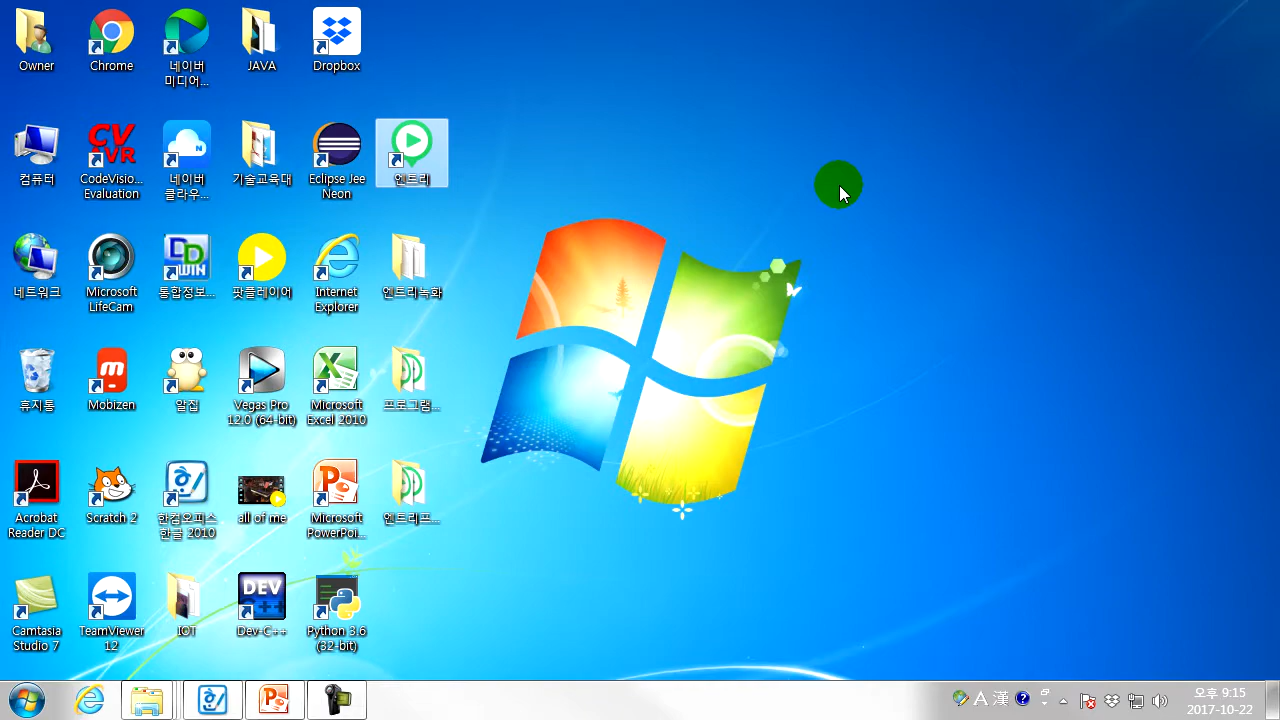 Owner
Chrome
네이버
미디어...
JAVA
Dropbox
컴퓨터
CV
AVR
CodeVisio...
Evaluation
N
네이버
클라우...
기술교육대
Eclipse Jee
Neon
엔트리
네트워크
Microsoft
LifeCam
DD
WIN
통합정보...
팟플레이어
Internet
Explorer
엔트리녹화
휴지통
m
Mobizen
알집
Vegas Pro
12.0 (64-bit)
Microsoft
Excel 2010
프로그램...
Acrobat
Reader DC
Scratch 2
한컴오피스
한글 2010
all of me
Microsoft
PowerPoi...
엔트리프...
Camtasia
Studio 7
TeamViewer
12
IOT
DEV
C++
Dev-C++
Python 3.6
(32-bit)
A 漢
오후 9:15
2017-10-22